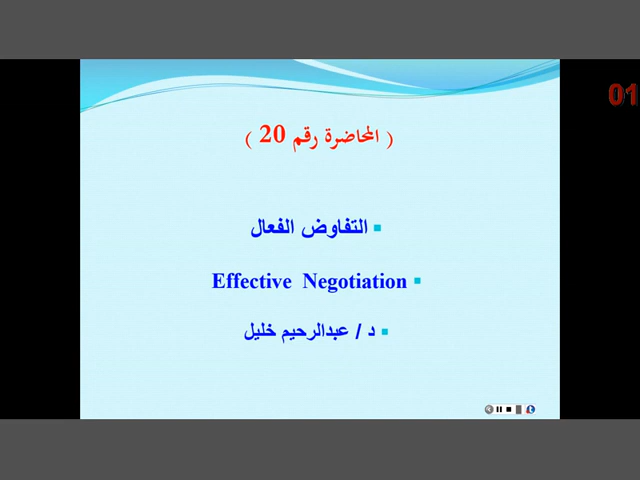 01
( المحاضرة رقم 20 )
التفاوض الفعال
Effective Negotiation
د / عبدالرحيم خليل